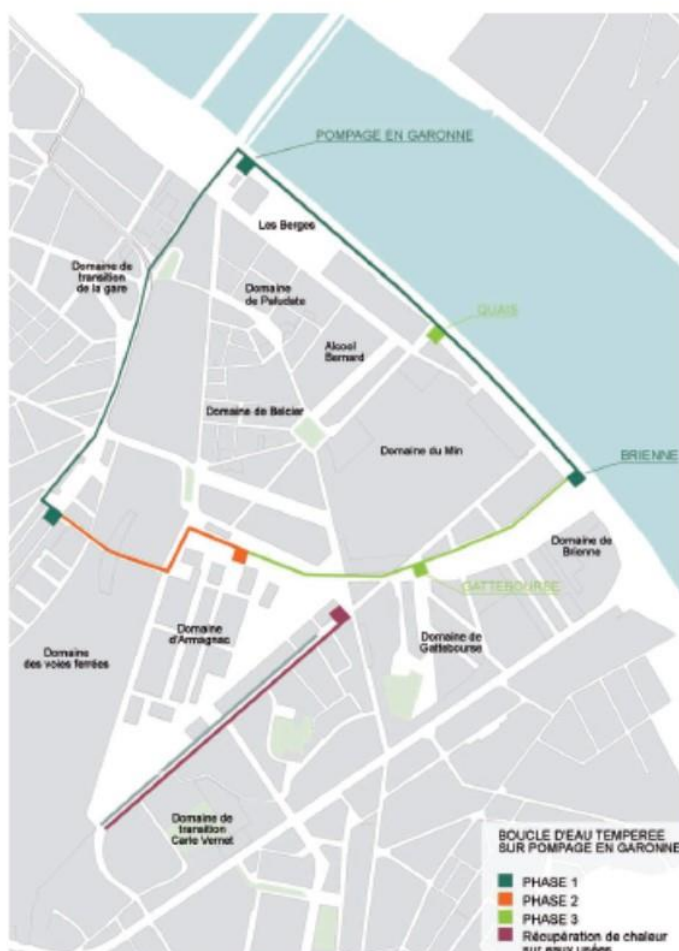 POMPAGE EN GARONNE
Les Berges
Domaine de
transition
de la gare
Domaine
de Paludate
QUAIS
Alcool
Bernard
Domaine de Belcier
Domaine du Min
BRIENNE
Domaine de
Brienne
GATTEBOURSE
Domaine
d'Armagnac
Domaine de
Gattebourse
Domaine
des voies ferrées
Domaine de
transition
Carle Vernet
BOUCLE D'EAU TEMPEREE
SUR POMPAGE EN GARONNE
PHASE 1
PHASE 2
PHASE 3
Récupération de chaleur
sur eaux usées